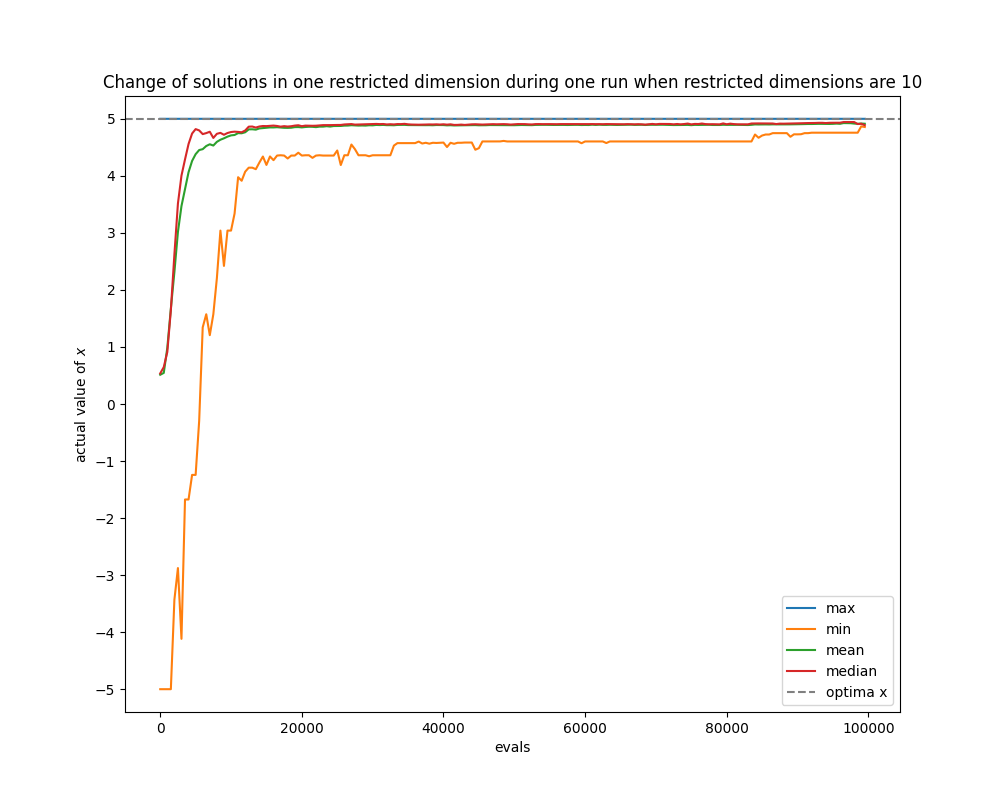 Change of solutions in one restricted dimension during one run when restricted dimensions are 10
5
4
3
2
1
0
−1
−2
−3
−4
−5
actual value of x
0 20000 40000 60000 80000 100000
evals
max
min
mean
median
optima x